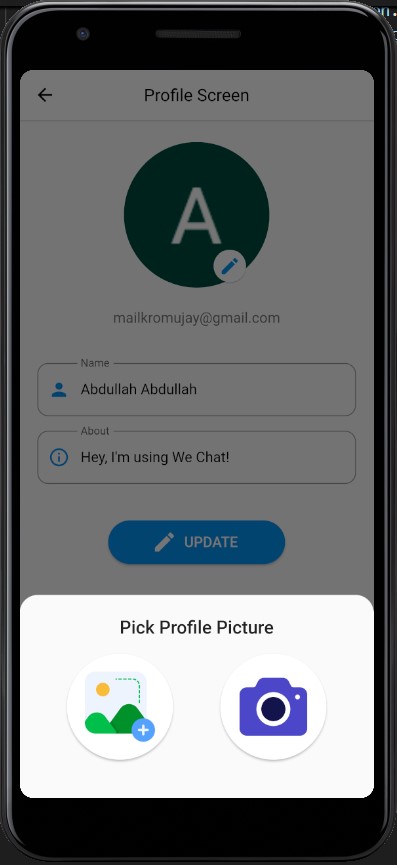 Profile Screen
A
mailkromujay@gmail.com
Name
Abdullah Abdullah
About
Hey, I'm using We Chat!
UPDATE
Pick Profile Picture